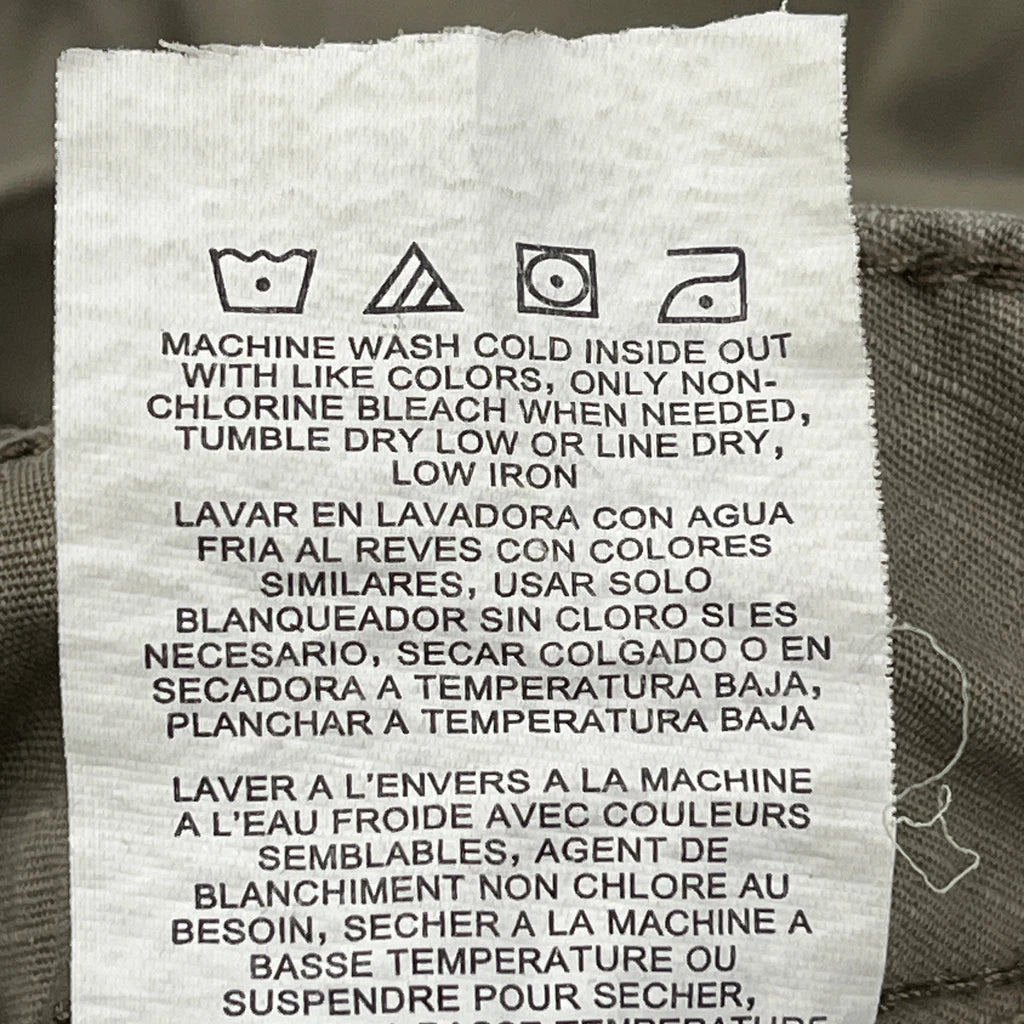 MACHINE WASH COLD INSIDE OUT
WITH LIKE COLORS, ONLY NON-
CHLORINE BLEACH WHEN NEEDED,
TUMBLE DRY LOW OR LINE DRY,
LOW IRON
LAVAR EN LAVADORA CON AGUA
FRIA AL REVES CON COLORES
SIMILARES, USAR SOLO
BLANQUEADOR SIN CLORO SI ES
NECESARIO, SECAR COLGADO O EN
SECADORA A TEMPERATURA BAJA,
PLANCHAR A TEMPERATURA BAJA
LAVER A L'ENVERS A LA MACHINE
A L'EAU FROIDE AVEC COULEURS
SEMBLABLES, AGENT DE
BLANCHIMENT NON CHLORE AU
BESOIN, SECHER A LA MACHINE A
BASSE TEMPERATURE OU
SUSPENDRE POUR SECHER,